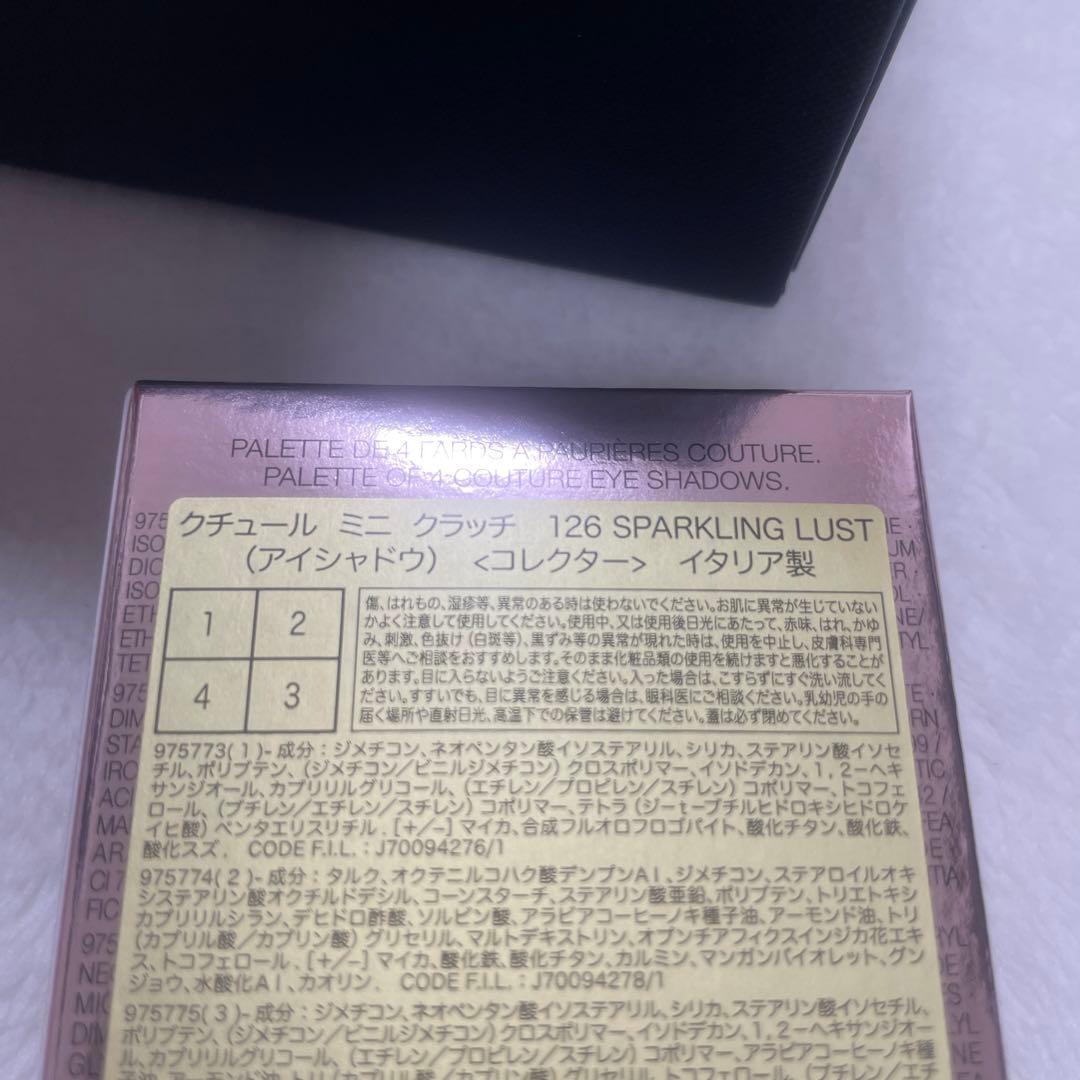 PALETTE DE 4 FARDS À PAUPIÈRES COUTURE.
PALETTE OF 4 COUTURE EYE SHADOWS.
クチュール ミニ クラッチ 126 SPARKLING LUST
(アイシャドウ) <コレクター> イタリア製
1 2
4 3
傷、はれもの、湿疹等、異常のある時は使わないでください。お肌に異常が生じていない
かよく注意して使用してください。使用中、又は使用後日光にあたって、赤味、はれ、かゆ
み、刺激、色抜け(白斑等)、黒ずみ等の異常が現れた時は、使用を中止し、皮膚科専門
医等へご相談をおすすめします。そのまま化粧品類の使用を続けますと悪化することが
あります。目に入らないようご注意ください。入った場合は、こすらずにすぐ洗い流してく
ださい。すすいでも、目に異常を感じる場合は、眼科医にご相談ください。乳幼児の手の
届く場所や直射日光、高温下での保管は避けてください。蓋は必ず閉めてください。
975773(1)-成分:ジメチコン、ネオペンタン酸イソステアリル、シリカ、ステアリン酸イソセ
チル、ポリブテン、(ジメチコン/ビニルジメチコン)クロスポリマー、イソドデカン、1,2-ヘキ
サンジオール、カプリリルグリコール、(エチレン/プロピレン/スチレン)コポリマー、トコフェ
ロール、(ブチレン/エチレン/スチレン)コポリマー、テトラ(ジーt-ブチルヒドロキシヒドロケ
イヒ酸)ペンタエリスリチル.[+/-]マイカ、合成フルオロフロゴパイト、酸化チタン、酸化鉄、
酸化スズ. CODE F.I.L.:J70094276/1
975774(2)-成分:タルク、オクテニルコハク酸デンプンAl、ジメチコン、ステアロイルオキ
システアリン酸オクチルドデシル、コーンスターチ、ステアリン酸亜鉛、ポリブテン、トリエトキシ
カプリリルシラン、デヒドロ酢酸、ソルビン酸、アラビアコーヒーノキ種子油、アーモンド油、トリ
(カプリル酸/カプリン酸)グリセリル、マルトデキストリン、オプンチアフィクスインジカ花エキ
ス、トコフェロール.[+/-]マイカ、酸化鉄、酸化チタン、カルミン、マンガンバイオレット、グン
ジョウ、水酸化Al、カオリン. CODE F.I.L.:J70094278/1
975775(3)-成分:ジメチコン、ネオペンタン酸イソステアリル、シリカ、ステアリン酸イソセチル、
ポリブテン、(ジメチコン/ビニルジメチコン)クロスポリマー、イソドデカン、1,2-ヘキサンジオー
ル、カプリリルグリコール、(エチレン/プロピレン/スチレン)コポリマー、アラビアコーヒーノキ種